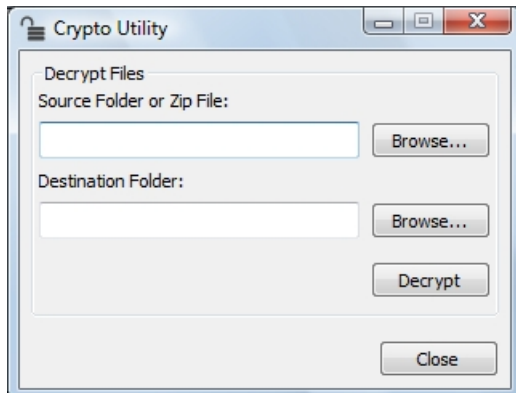 Crypto Utility
Decrypt Files
Source Folder or Zip File:
Browse...
Destination Folder:
Browse...
Decrypt
Close